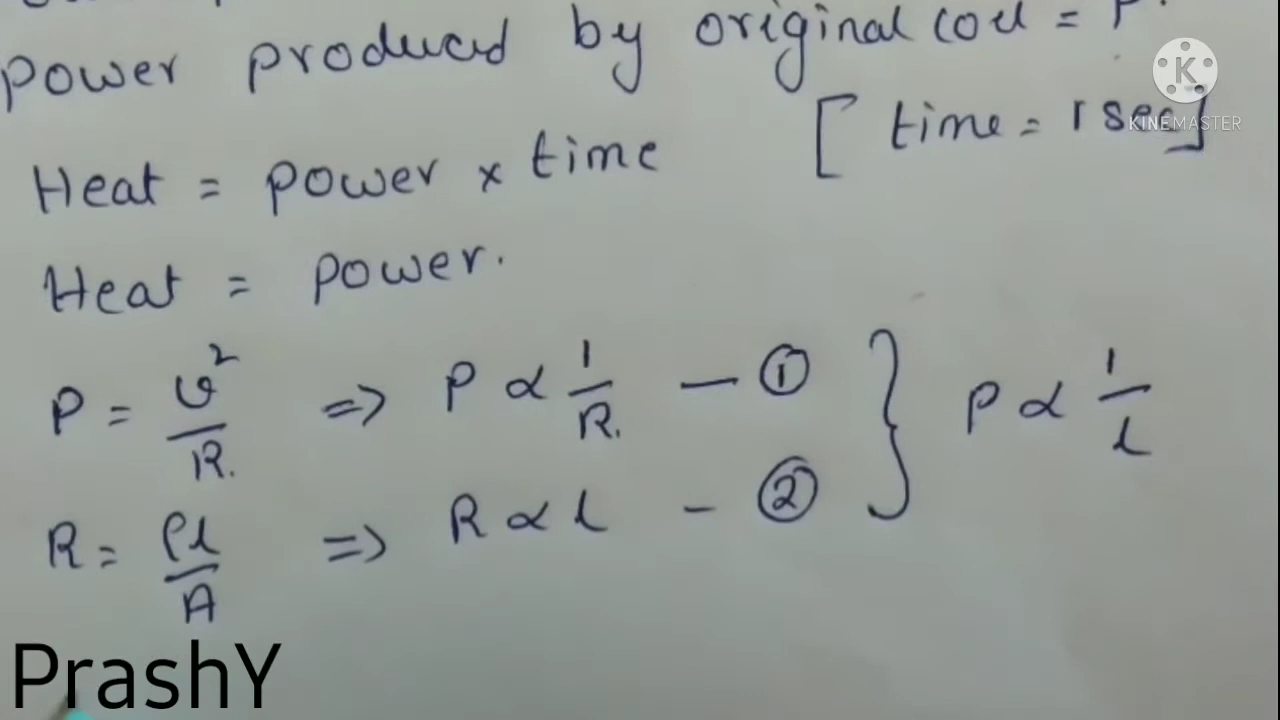 power produced by original coil = P.
[time = 1 sec]
KINEMASTER
Heat = power × time
Heat = power.
P = v²/R. => P ∝ 1/R. — ① } P ∝ 1/l
R = ρl/A => R ∝ l - ②
PrashY